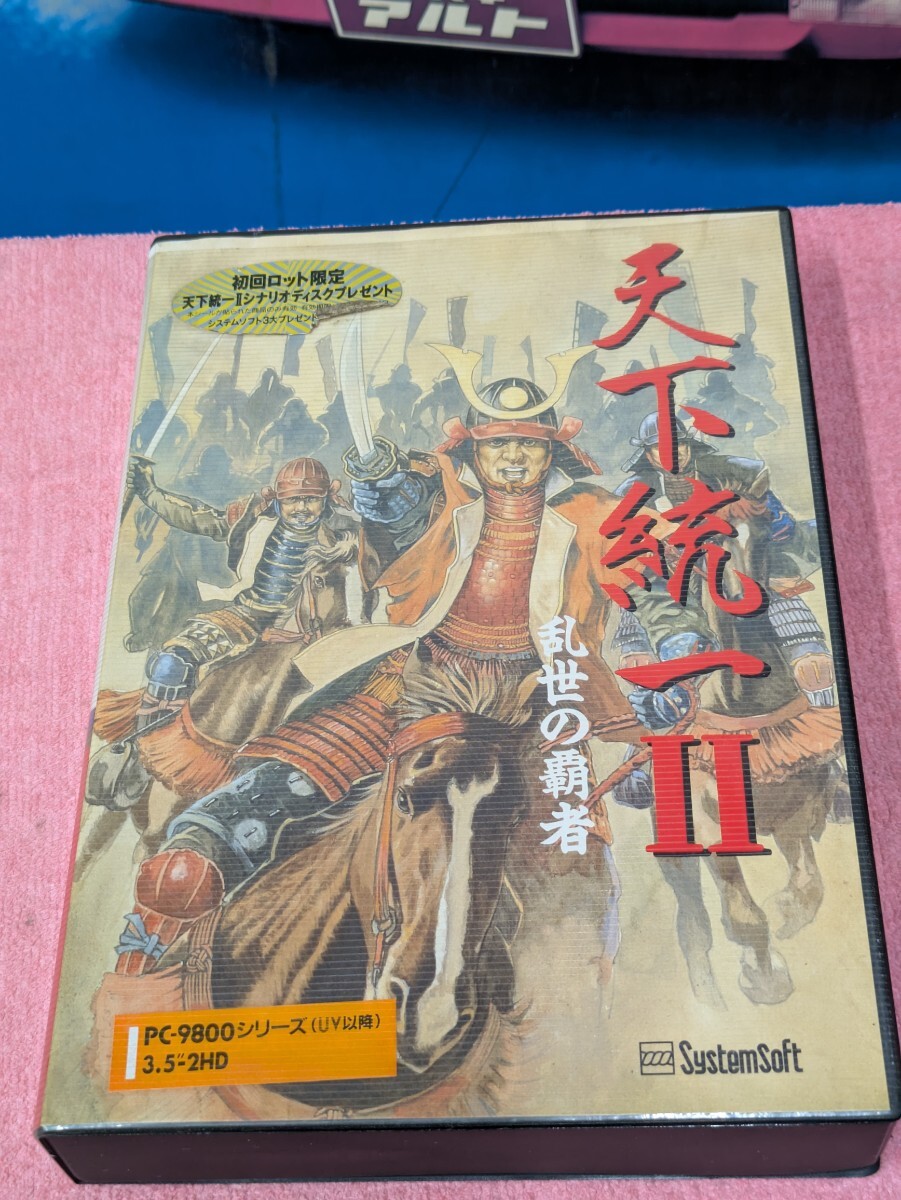 アルト
初回ロット限定
天下統一IIシナリオディスクプレゼント
システムソフト3大プレゼント
天下統一II
乱世の覇者
PC-9800シリーズ(UV以降)
3.5"-2HD
SystemSoft